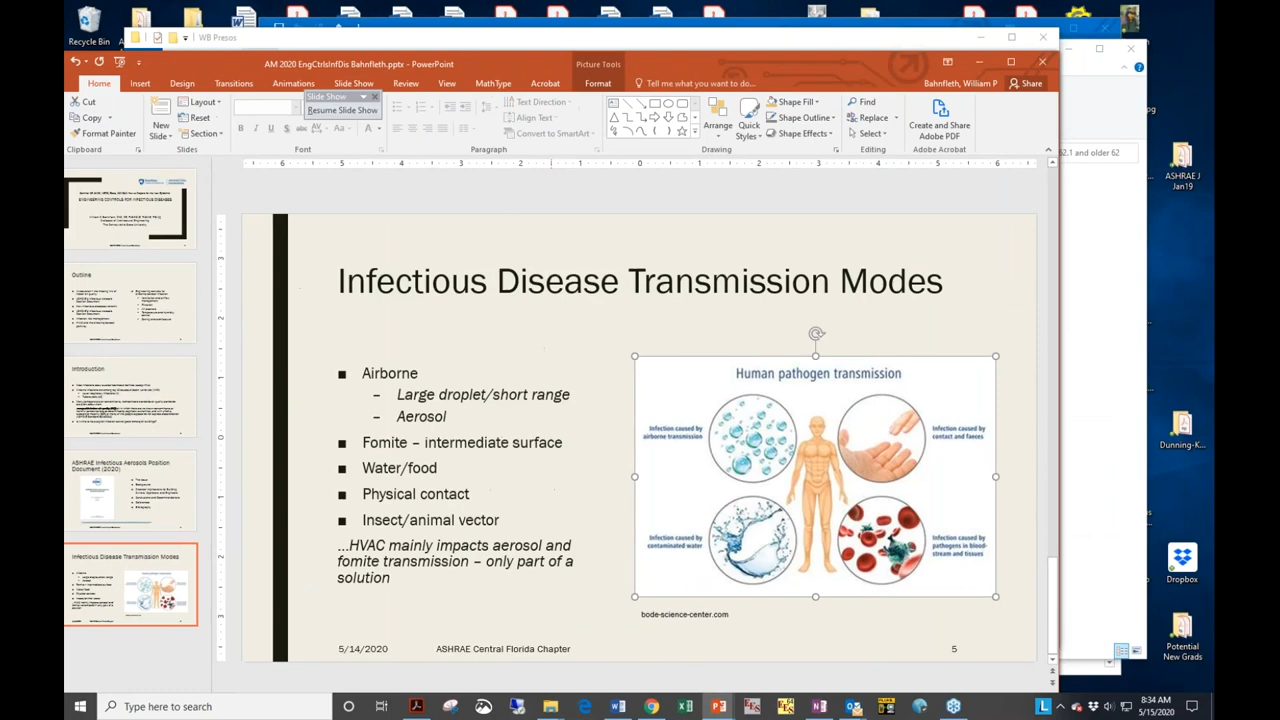 Recycle Bin
WB Presos
AM 2020 EngCtrlsInfDis Bahnfleth.pptx - PowerPoint
Picture Tools
Home
Insert
Design
Transitions
Animations
Slide Show
Review
View
MathType
Acrobat
Format
Tell me what you want to do...
Bahnfleth, William P
Share
Cut
Copy
Format Painter
Clipboard
New
Slide
Layout
Reset
Section
Slides
Slide Show
Resume Slide Show
Font
Text Direction
Align Text
Convert to SmartArt
Paragraph
Arrange
Quick
Styles
Shape Fill
Shape Outline
Shape Effects
Drawing
Find
Replace
Select
Editing
Create and Share
Adobe PDF
Adobe Acrobat
62.1 and older 62
ASHRAE J
Jan19
Outline
Introduction
ASHRAE Infectious Aerosols Position
Document (2020)
Infectious Disease Transmission Modes
Infectious Disease Transmission Modes
■ Airborne
– Large droplet/short range
– Aerosol
■ Fomite – intermediate surface
■ Water/food
■ Physical contact
■ Insect/animal vector
...HVAC mainly impacts aerosol and
fomite transmission – only part of a
solution
Human pathogen transmission
Infection caused by
airborne transmission
Infection caused by
contact and faeces
Infection caused by
contaminated water
Infection caused by
pathogens in blood-
stream and tissues
bode-science-center.com
5/14/2020
ASHRAE Central Florida Chapter
5
Dunning-K...
Dropbox
Potential
New Grads
Type here to search
8:34 AM
5/15/2020